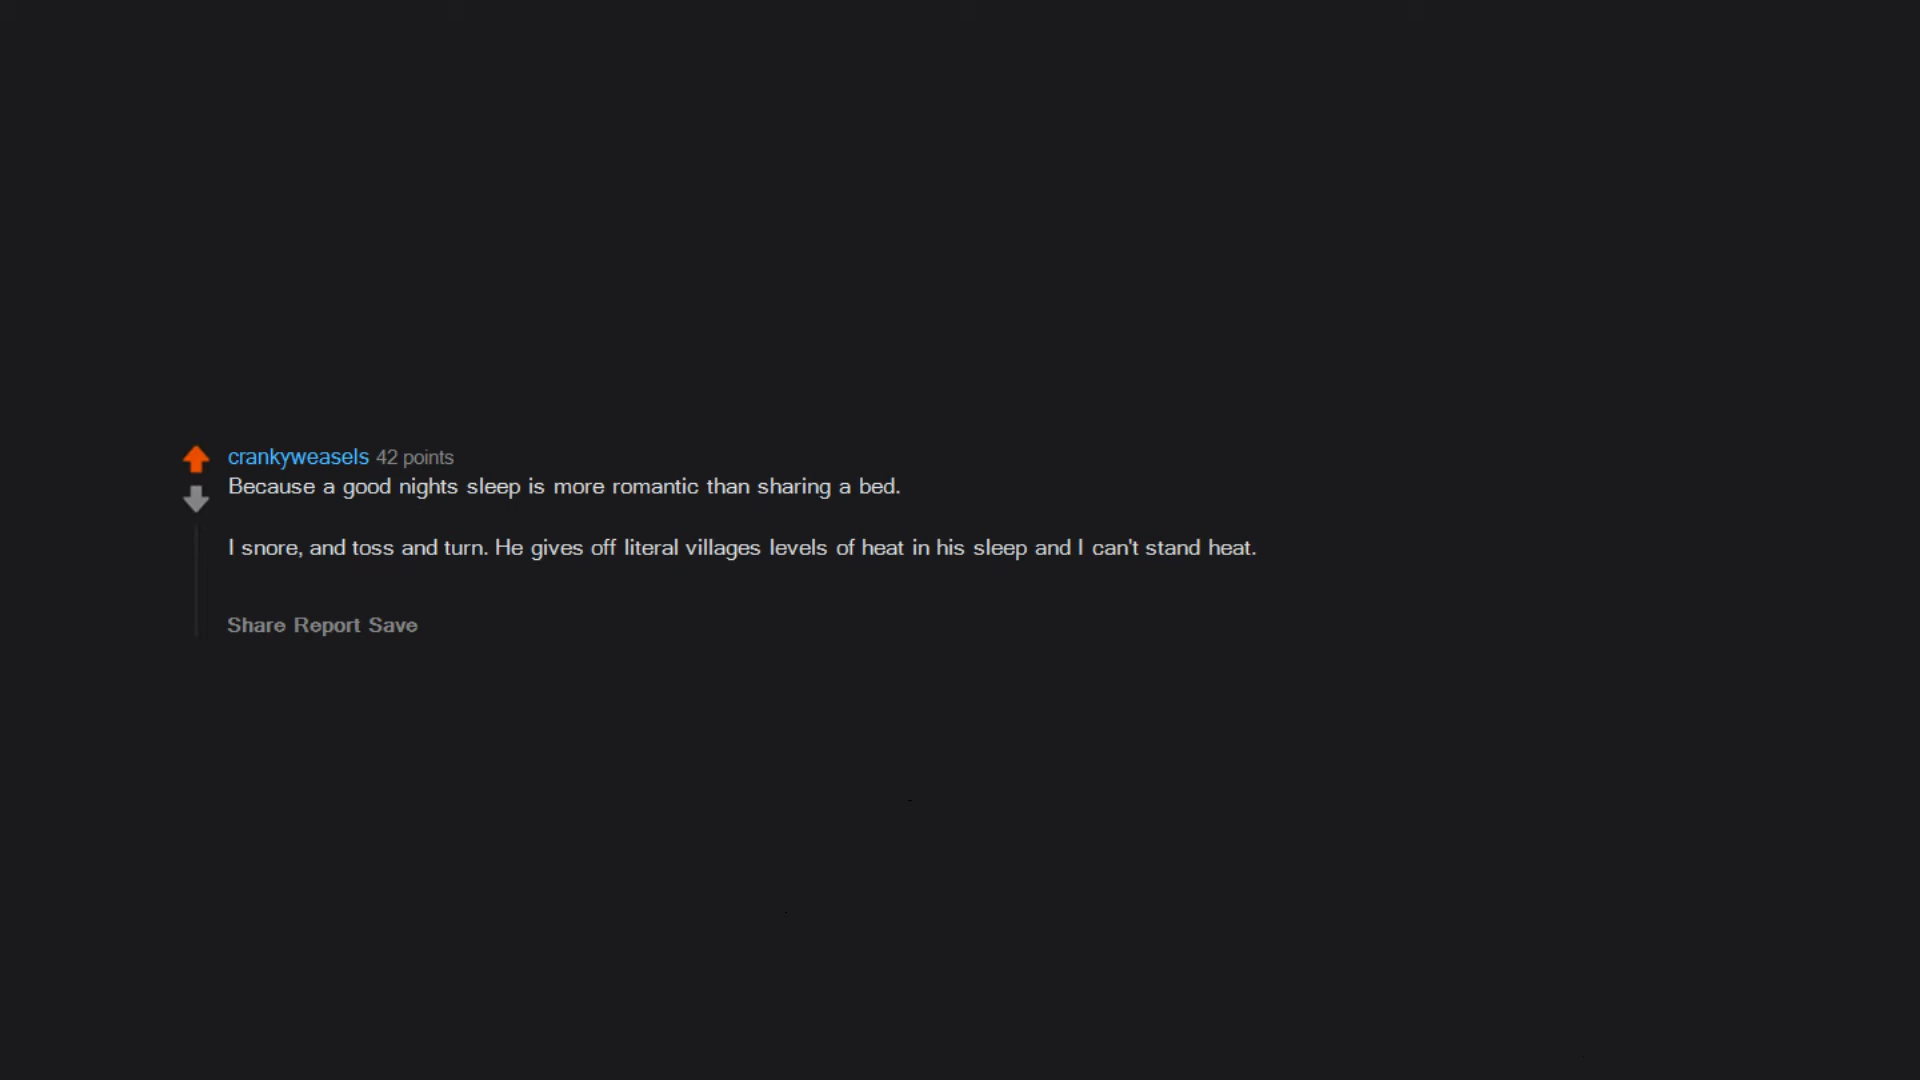 crankyweasels 42 points
Because a good nights sleep is more romantic than sharing a bed.
I snore, and toss and turn. He gives off literal villages levels of heat in his sleep and I can't stand heat.
Share Report Save